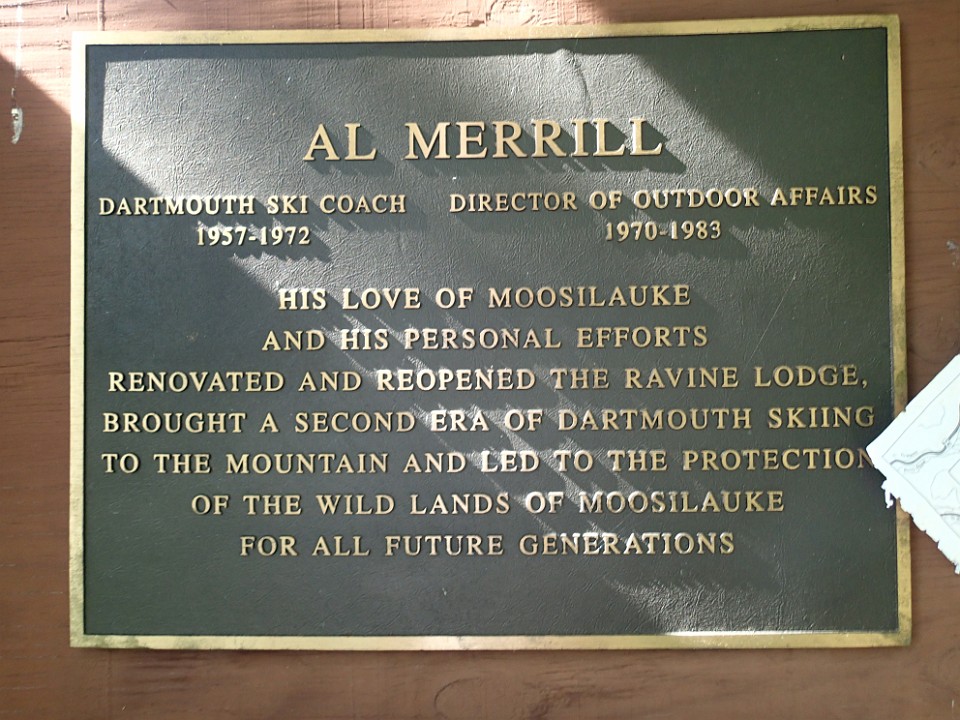 AL MERRILL
DARTMOUTH SKI COACH DIRECTOR OF OUTDOOR AFFAIRS
1957-1972 1970-1983
HIS LOVE OF MOOSILAUKE
AND HIS PERSONAL EFFORTS
RENOVATED AND REOPENED THE RAVINE LODGE,
BROUGHT A SECOND ERA OF DARTMOUTH SKIING
TO THE MOUNTAIN AND LED TO THE PROTECTION
OF THE WILD LANDS OF MOOSILAUKE
FOR ALL FUTURE GENERATIONS